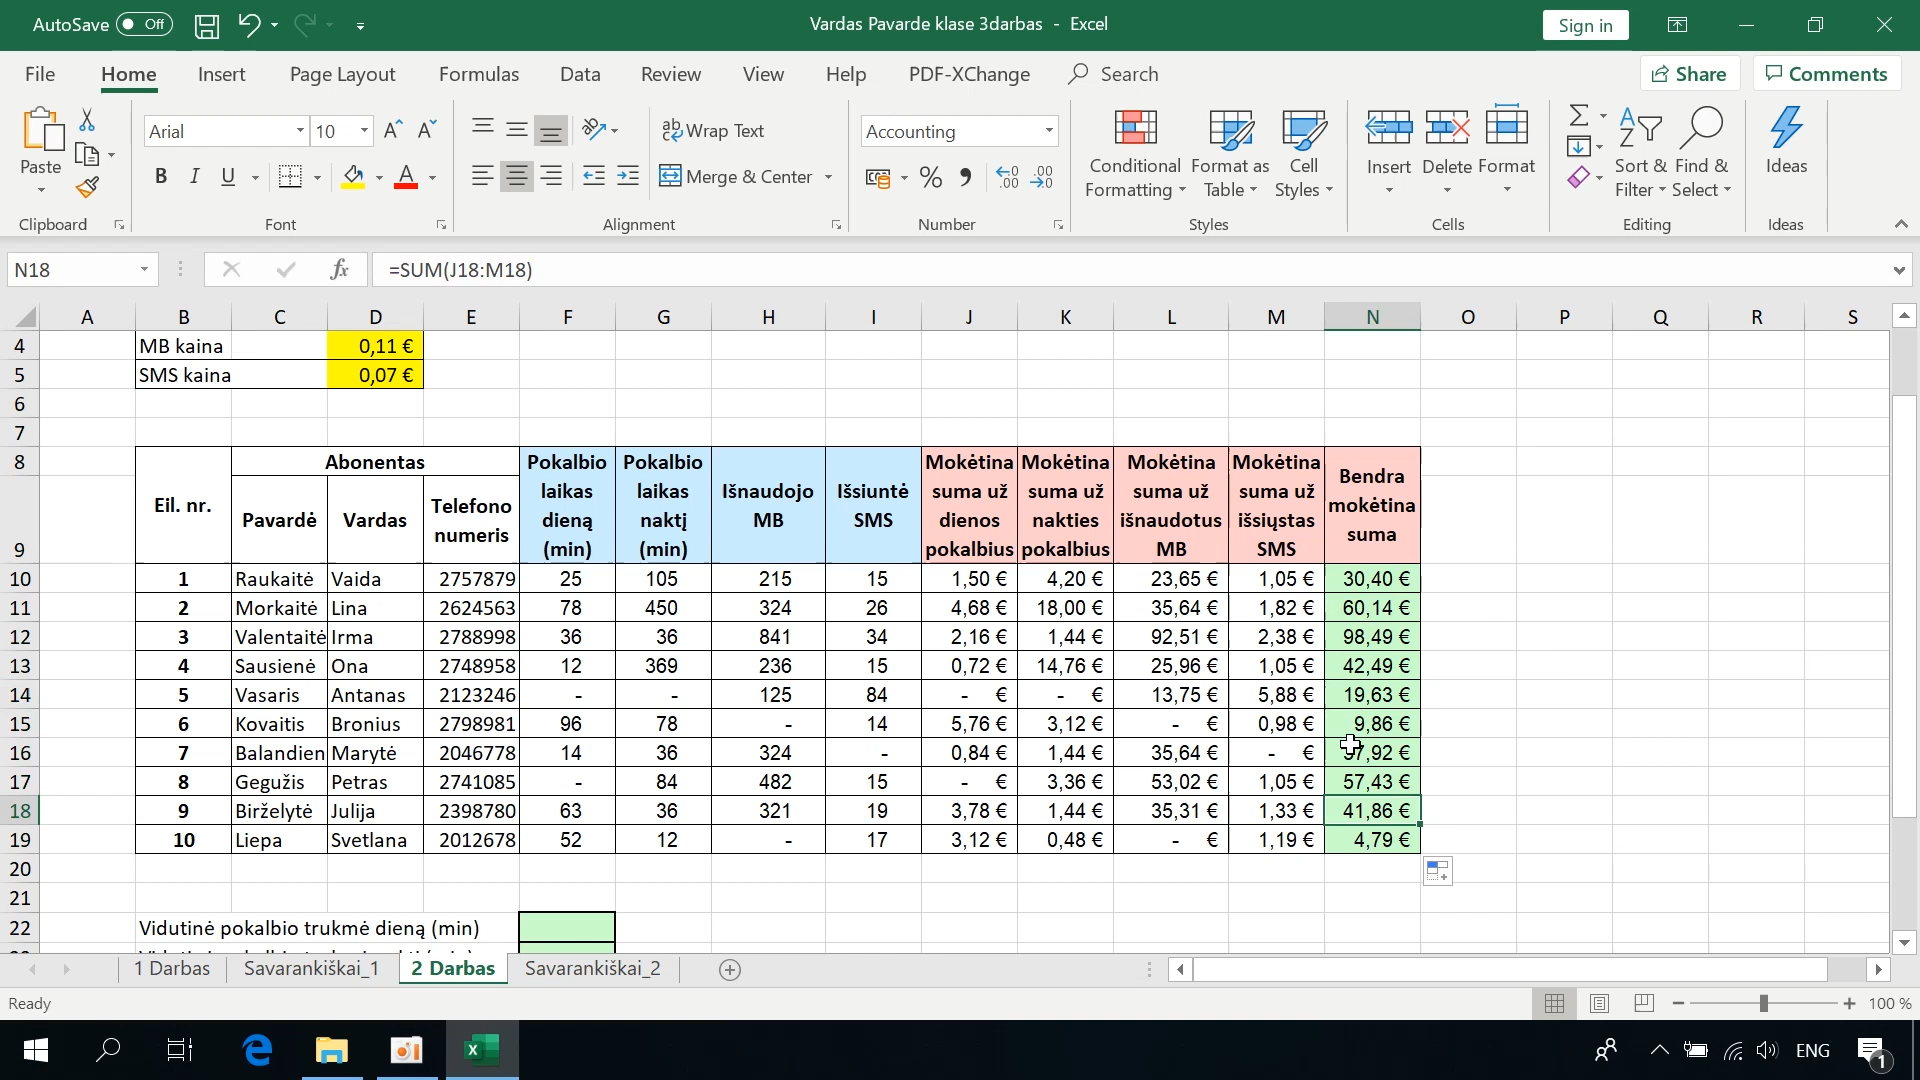 AutoSave Off Vardas Pavarde klase 3darbas - Excel Sign in
File Home Insert Page Layout Formulas Data Review View Help PDF-XChange Search Share Comments
Paste
Clipboard
Arial 10
B I U
Font
Wrap Text
Merge & Center
Alignment
Accounting
Number
Conditional Formatting
Format as Table
Cell Styles
Styles
Insert Delete Format
Cells
Sort & Filter
Find & Select
Editing
Ideas
Ideas
N18 fx =SUM(J18:M18)
A B C D E F G H I J K L M N O P Q R S
4 MB kaina 0,11 €
5 SMS kaina 0,07 €
6
7
8
9
Eil. nr.
Abonentas
Pavardė
Vardas
Telefono numeris
Pokalbio laikas dieną (min)
Pokalbio laikas naktį (min)
Išnaudojo MB
Išsiuntė SMS
Mokėtina suma už dienos pokalbius
Mokėtina suma už nakties pokalbius
Mokėtina suma už išnaudotus MB
Mokėtina suma už išsiųstas SMS
Bendra mokėtina suma
10 1 Raukaitė Vaida 2757879 25 105 215 15 1,50 € 4,20 € 23,65 € 1,05 € 30,40 €
11 2 Morkaitė Lina 2624563 78 450 324 26 4,68 € 18,00 € 35,64 € 1,82 € 60,14 €
12 3 Valentaitė Irma 2788998 36 36 841 34 2,16 € 1,44 € 92,51 € 2,38 € 98,49 €
13 4 Sausienė Ona 2748958 12 369 236 15 0,72 € 14,76 € 25,96 € 1,05 € 42,49 €
14 5 Vasaris Antanas 2123246 - - 125 84 - € - € 13,75 € 5,88 € 19,63 €
15 6 Kovaitis Bronius 2798981 96 78 - 14 5,76 € 3,12 € - € 0,98 € 9,86 €
16 7 Balandien Marytė 2046778 14 36 324 - 0,84 € 1,44 € 35,64 € - € 37,92 €
17 8 Gegužis Petras 2741085 - 84 482 15 - € 3,36 € 53,02 € 1,05 € 57,43 €
18 9 Birželytė Julija 2398780 63 36 321 19 3,78 € 1,44 € 35,31 € 1,33 € 41,86 €
19 10 Liepa Svetlana 2012678 52 12 - 17 3,12 € 0,48 € - € 1,19 € 4,79 €
20
21
22 Vidutinė pokalbio trukmė dieną (min)
1 Darbas Savarankiškai_1 2 Darbas Savarankiškai_2
Ready 100 %
ENG 1